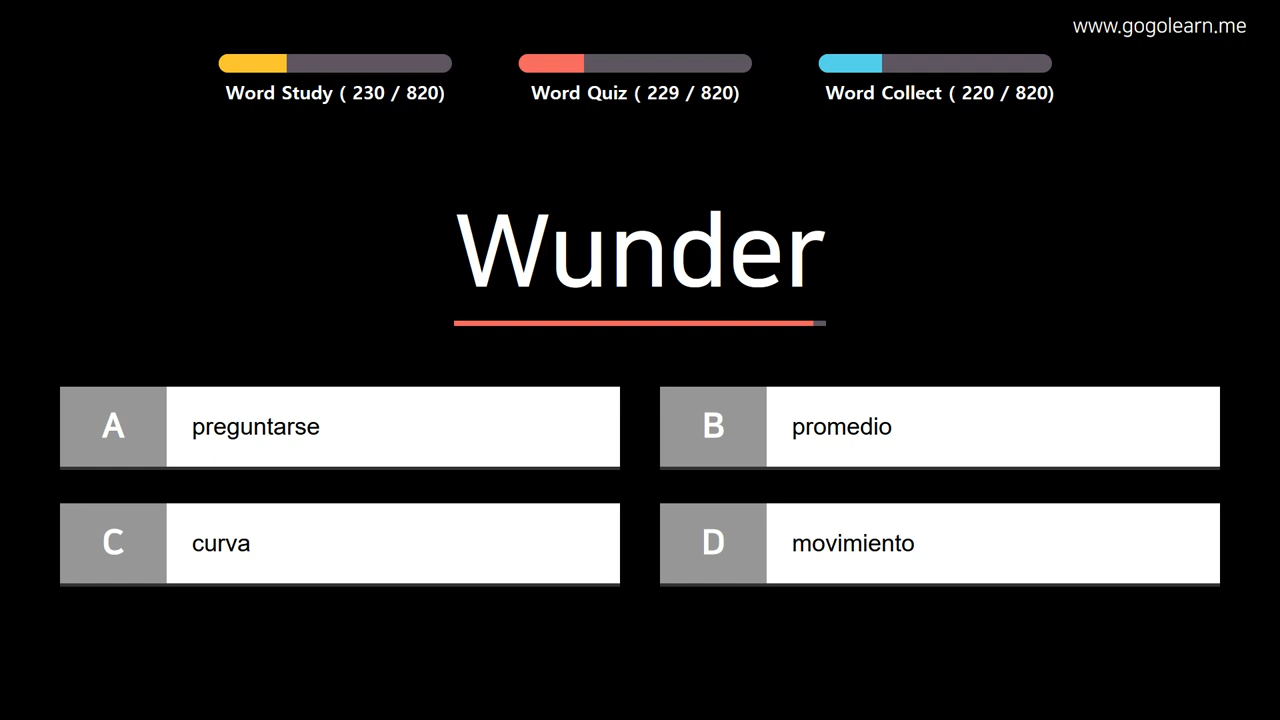 www.gogolearn.me
Word Study ( 230 / 820)
Word Quiz ( 229 / 820)
Word Collect ( 220 / 820)
Wunder
A preguntarse
B promedio
C curva
D movimiento